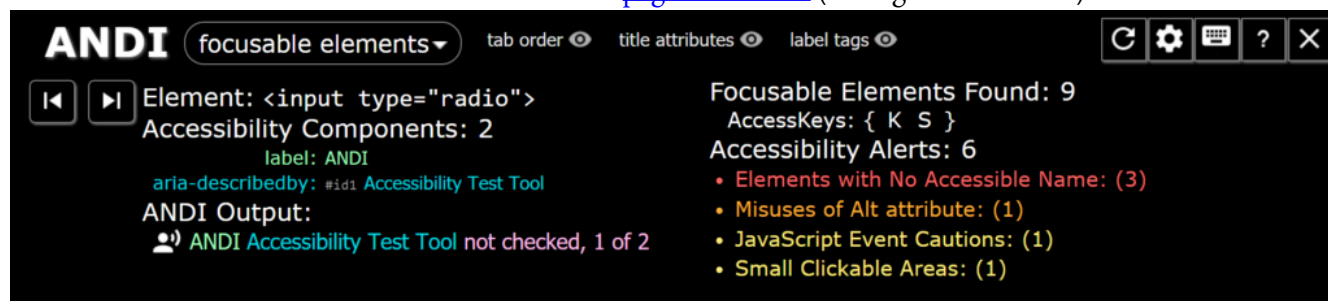 ANDI focusable elements tab order title attributes label tags ?
Element: <input type="radio">
Accessibility Components: 2
label: ANDI
aria-describedby: #id1 Accessibility Test Tool
ANDI Output:
ANDI Accessibility Test Tool not checked, 1 of 2
Focusable Elements Found: 9
AccessKeys: { K S }
Accessibility Alerts: 6
• Elements with No Accessible Name: (3)
• Misuses of Alt attribute: (1)
• JavaScript Event Cautions: (1)
• Small Clickable Areas: (1)